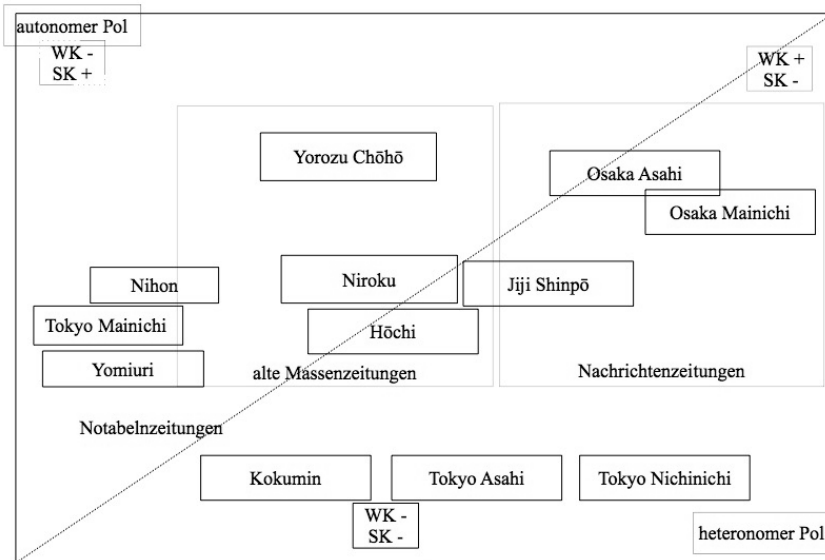 autonomer Pol
WK -
SK +
WK +
SK -
Yorozu Chōhō
Osaka Asahi
Osaka Mainichi
Nihon
Niroku
Jiji Shinpō
Tokyo Mainichi
Hōchi
Yomiuri
alte Massenzeitungen
Nachrichtenzeitungen
Notabelnzeitungen
Kokumin
Tokyo Asahi
Tokyo Nichinichi
WK -
SK -
heteronomer Pol